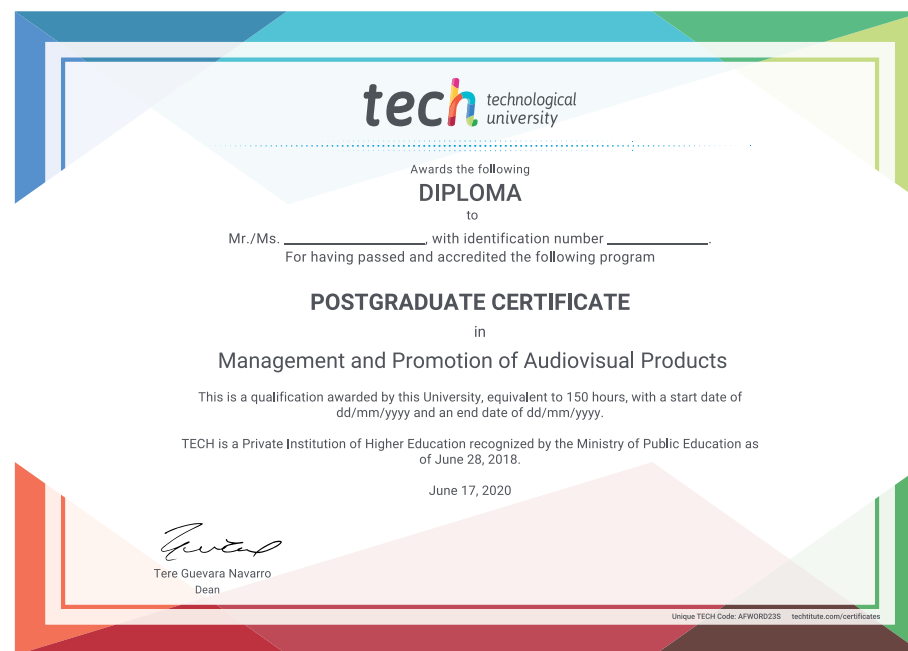 tech technological
university
Awards the following
DIPLOMA
to
Mr./Ms. ____________________, with identification number ______________.
For having passed and accredited the following program
POSTGRADUATE CERTIFICATE
in
Management and Promotion of Audiovisual Products
This is a qualification awarded by this University, equivalent to 150 hours, with a start date of
dd/mm/yyyy and an end date of dd/mm/yyyy.
TECH is a Private Institution of Higher Education recognized by the Ministry of Public Education as
of June 28, 2018.
June 17, 2020
Tere Guevara Navarro
Dean
Unique TECH Code: AFWORD23S techtitute.com/certificates